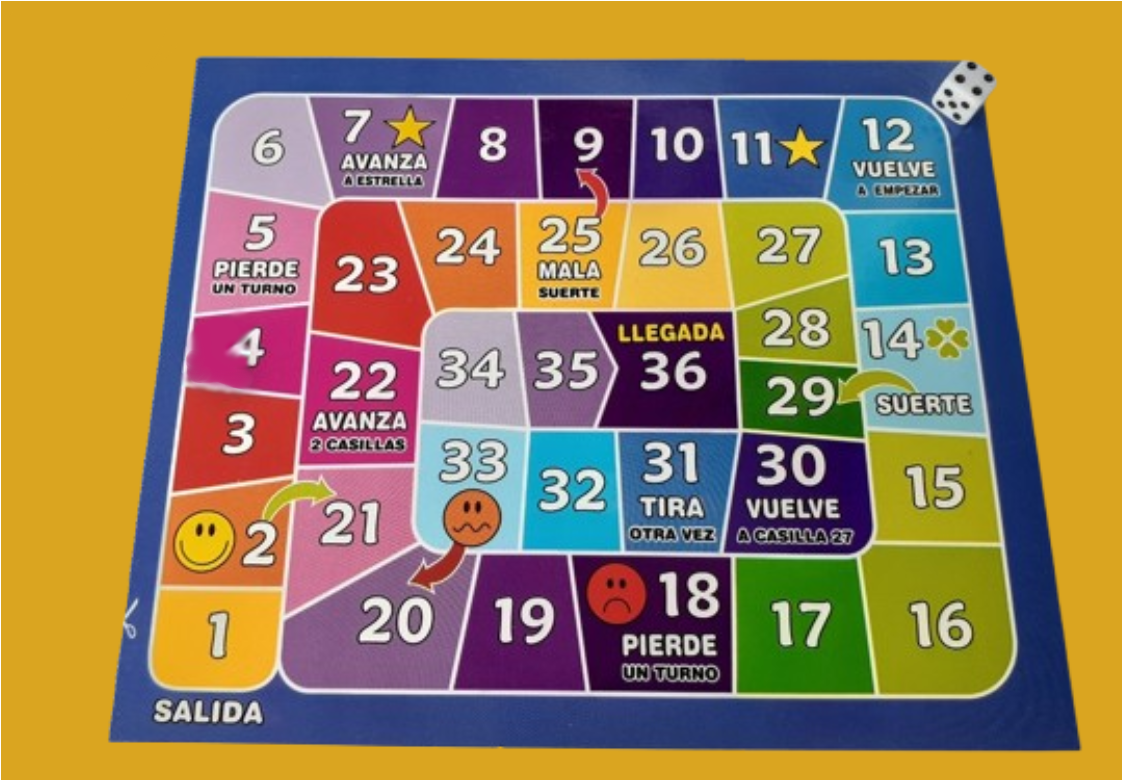 6
7
AVANZA
A ESTRELLA
8
9
10
11
12
VUELVE
A EMPEZAR
5
PIERDE
UN TURNO
23
24
25
MALA
SUERTE
26
27
13
4
22
AVANZA
2 CASILLAS
34
35
LLEGADA
36
28
29
14
SUERTE
3
33
32
31
TIRA
OTRA VEZ
30
VUELVE
A CASILLA 27
15
2
21
1
20
19
18
PIERDE
UN TURNO
17
16
SALIDA